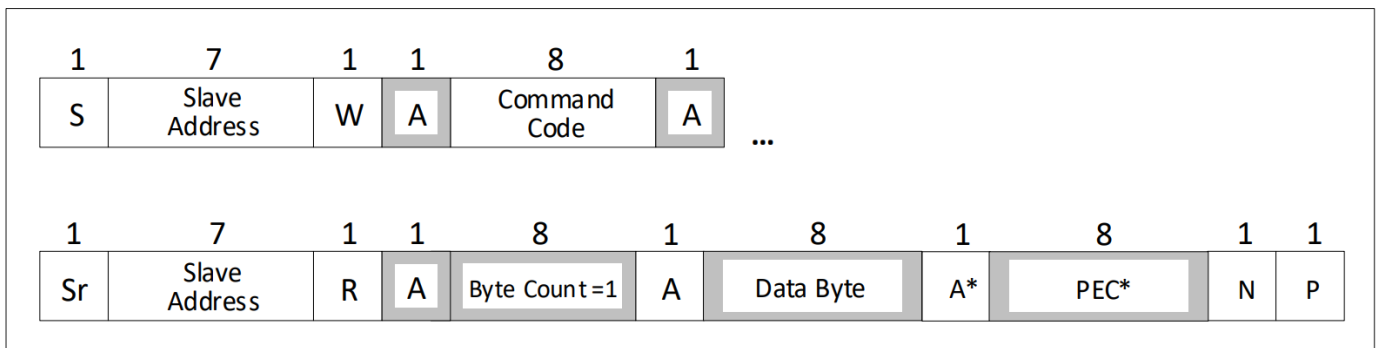 1 7 1 1 8 1
S Slave Address W A Command Code A ...
1 7 1 1 8 1 8 1 8 1 1
Sr Slave Address R A Byte Count=1 A Data Byte A* PEC* N P